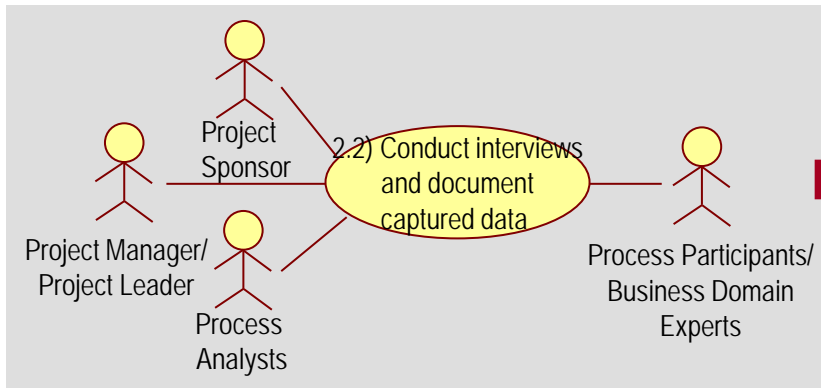 Project
Sponsor
2.2) Conduct interviews
and document
captured data
Project Manager/
Project Leader
Process
Analysts
Process Participants/
Business Domain
Experts